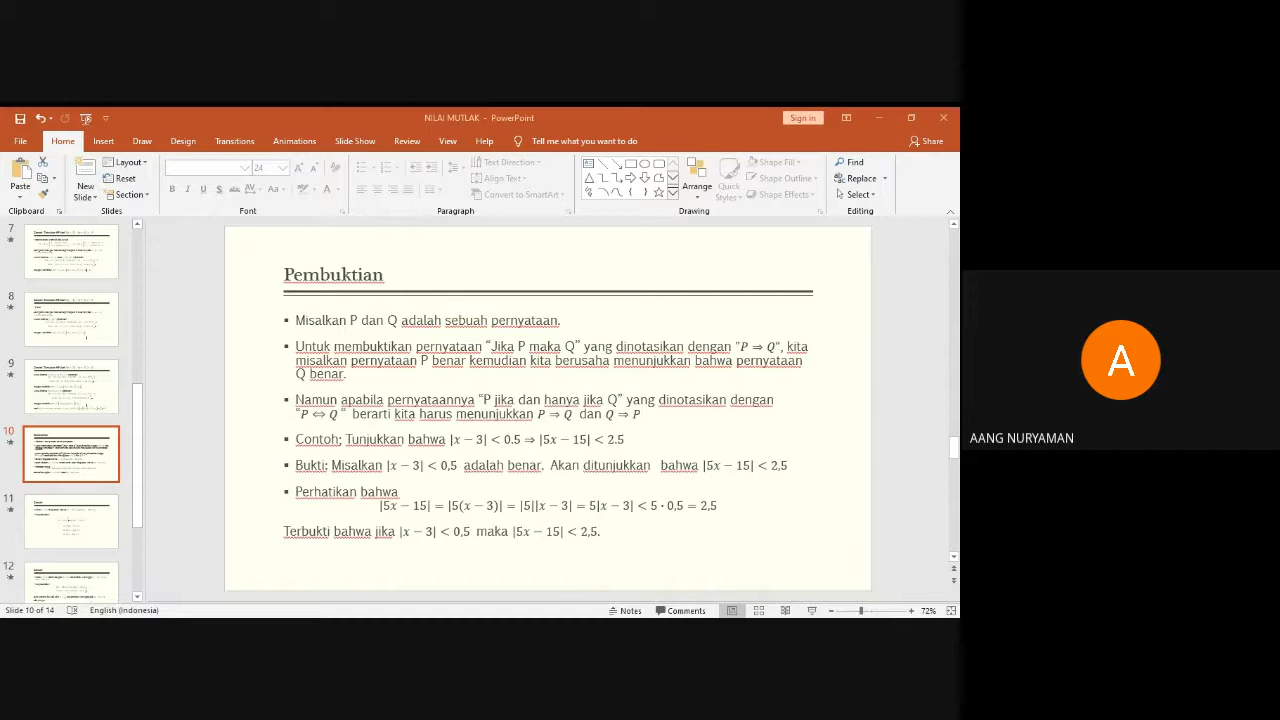 NILAI MUTLAK - PowerPoint
Sign in
File Home Insert Draw Design Transitions Animations Slide Show Review View Help Tell me what you want to do Share
Paste
New Slide
Layout
Reset
Section
24
B I U S abc AV Aa A
Text Direction
Align Text
Convert to SmartArt
Arrange
Quick Styles
Shape Fill
Shape Outline
Shape Effects
Find
Replace
Select
Clipboard Slides Font Paragraph Drawing Editing
7
8
9
10
11
12
Pembuktian
▪ Misalkan P dan Q adalah sebuah pernyataan.
▪ Untuk membuktikan pernyataan “Jika P maka Q” yang dinotasikan dengan "P ⇒ Q“, kita
misalkan pernyataan P benar kemudian kita berusaha menunjukkan bahwa pernyataan
Q benar.
▪ Namun apabila pernyataannya “P jika dan hanya jika Q” yang dinotasikan dengan
“P ⇔ Q “ berarti kita harus menunjukkan P ⇒ Q dan Q ⇒ P
▪ Contoh: Tunjukkan bahwa |x − 3| < 0,5 ⇒ |5x − 15| < 2.5
▪ Bukti misalkan |x − 3| < 0,5 adalah benar. Akan ditunjukkan bahwa |5x − 15| < 2,5
▪ Perhatikan bahwa
|5x − 15| = |5(x − 3)| = |5||x − 3| = 5|x − 3| < 5 · 0,5 = 2,5
Terbukti bahwa jika |x − 3| < 0,5 maka |5x − 15| < 2,5.
A
AANG NURYAMAN
Slide 10 of 14 English (Indonesia) Notes Comments 72%